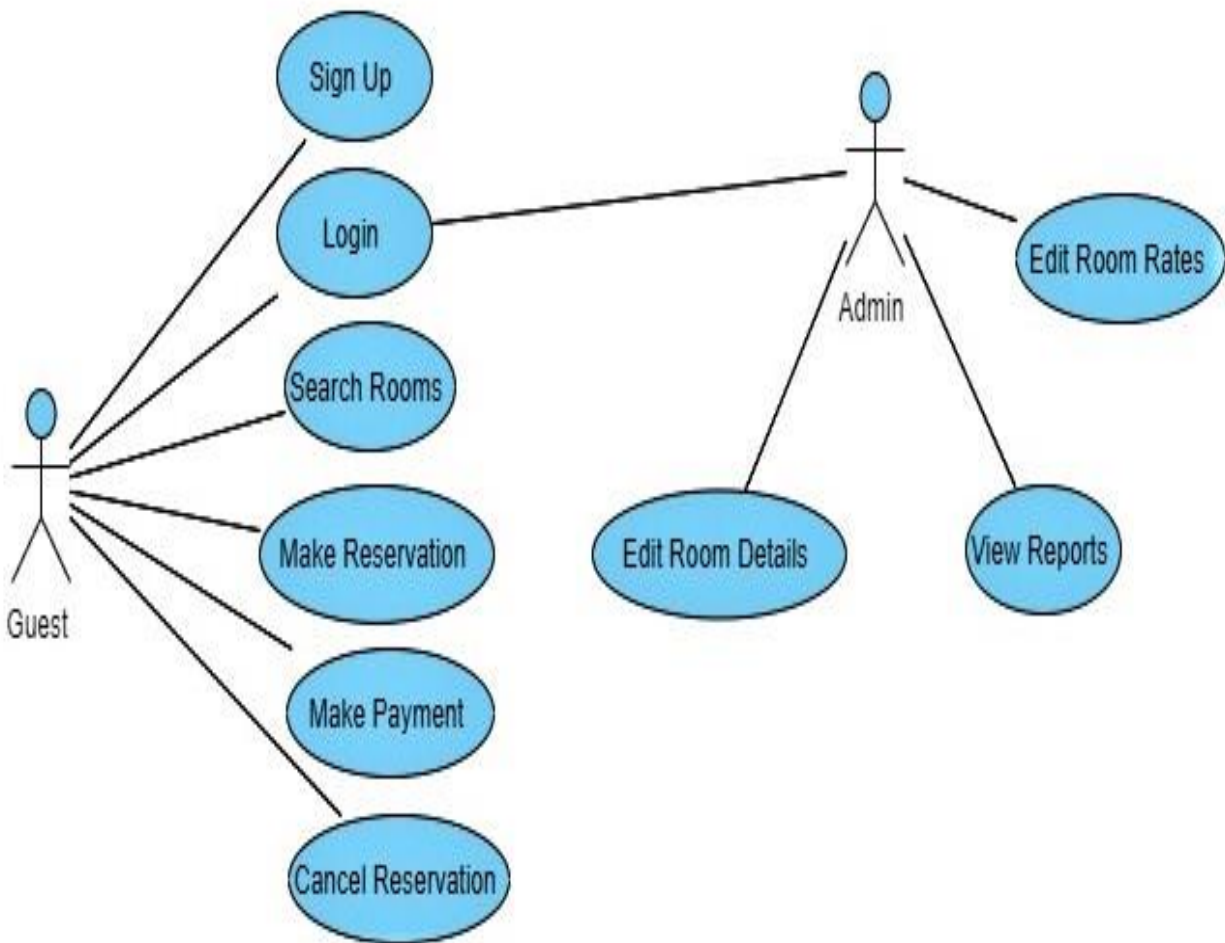 Sign Up
Login
Search Rooms
Make Reservation
Make Payment
Cancel Reservation
Guest
Admin
Edit Room Rates
Edit Room Details
View Reports